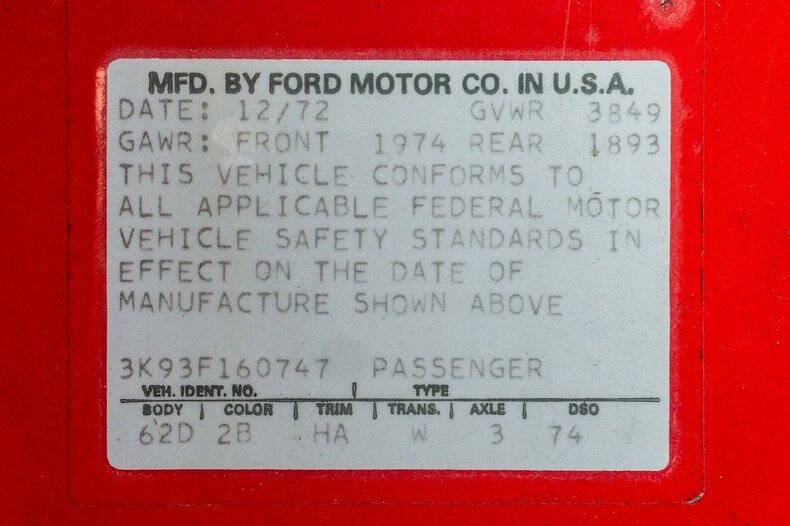 MFD. BY FORD MOTOR CO. IN U.S.A.
DATE: 12/72 GVWR 3849
GAWR: FRONT 1974 REAR 1893
THIS VEHICLE CONFORMS TO
ALL APPLICABLE FEDERAL MOTOR
VEHICLE SAFETY STANDARDS IN
EFFECT ON THE DATE OF
MANUFACTURE SHOWN ABOVE
3K93F160747 PASSENGER
VEH. IDENT. NO. | TYPE
BODY | COLOR | TRIM | TRANS. | AXLE | DSO
62D 2B HA W 3 74